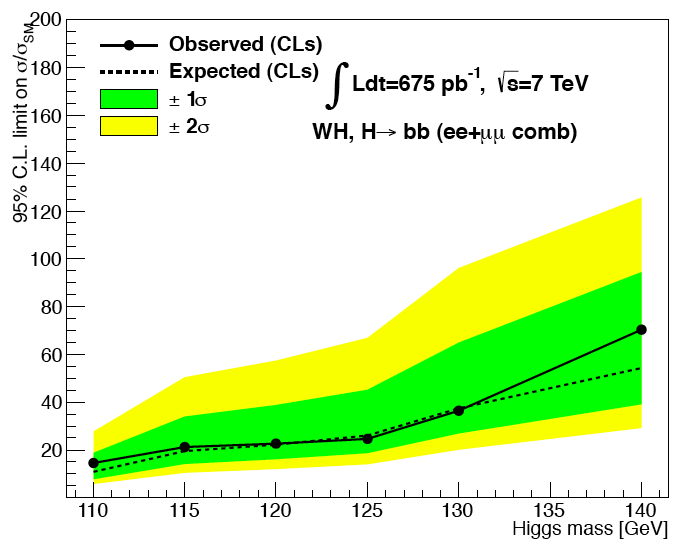 95% C.L. limit on σ/σSM
200
180
160
140
120
100
80
60
40
20
Observed (CLs)
Expected (CLs)
± 1σ
± 2σ
∫ Ldt=675 pb-1, √s=7 TeV
WH, H→ bb (ee+μμ comb)
110 115 120 125 130 135 140
Higgs mass [GeV]